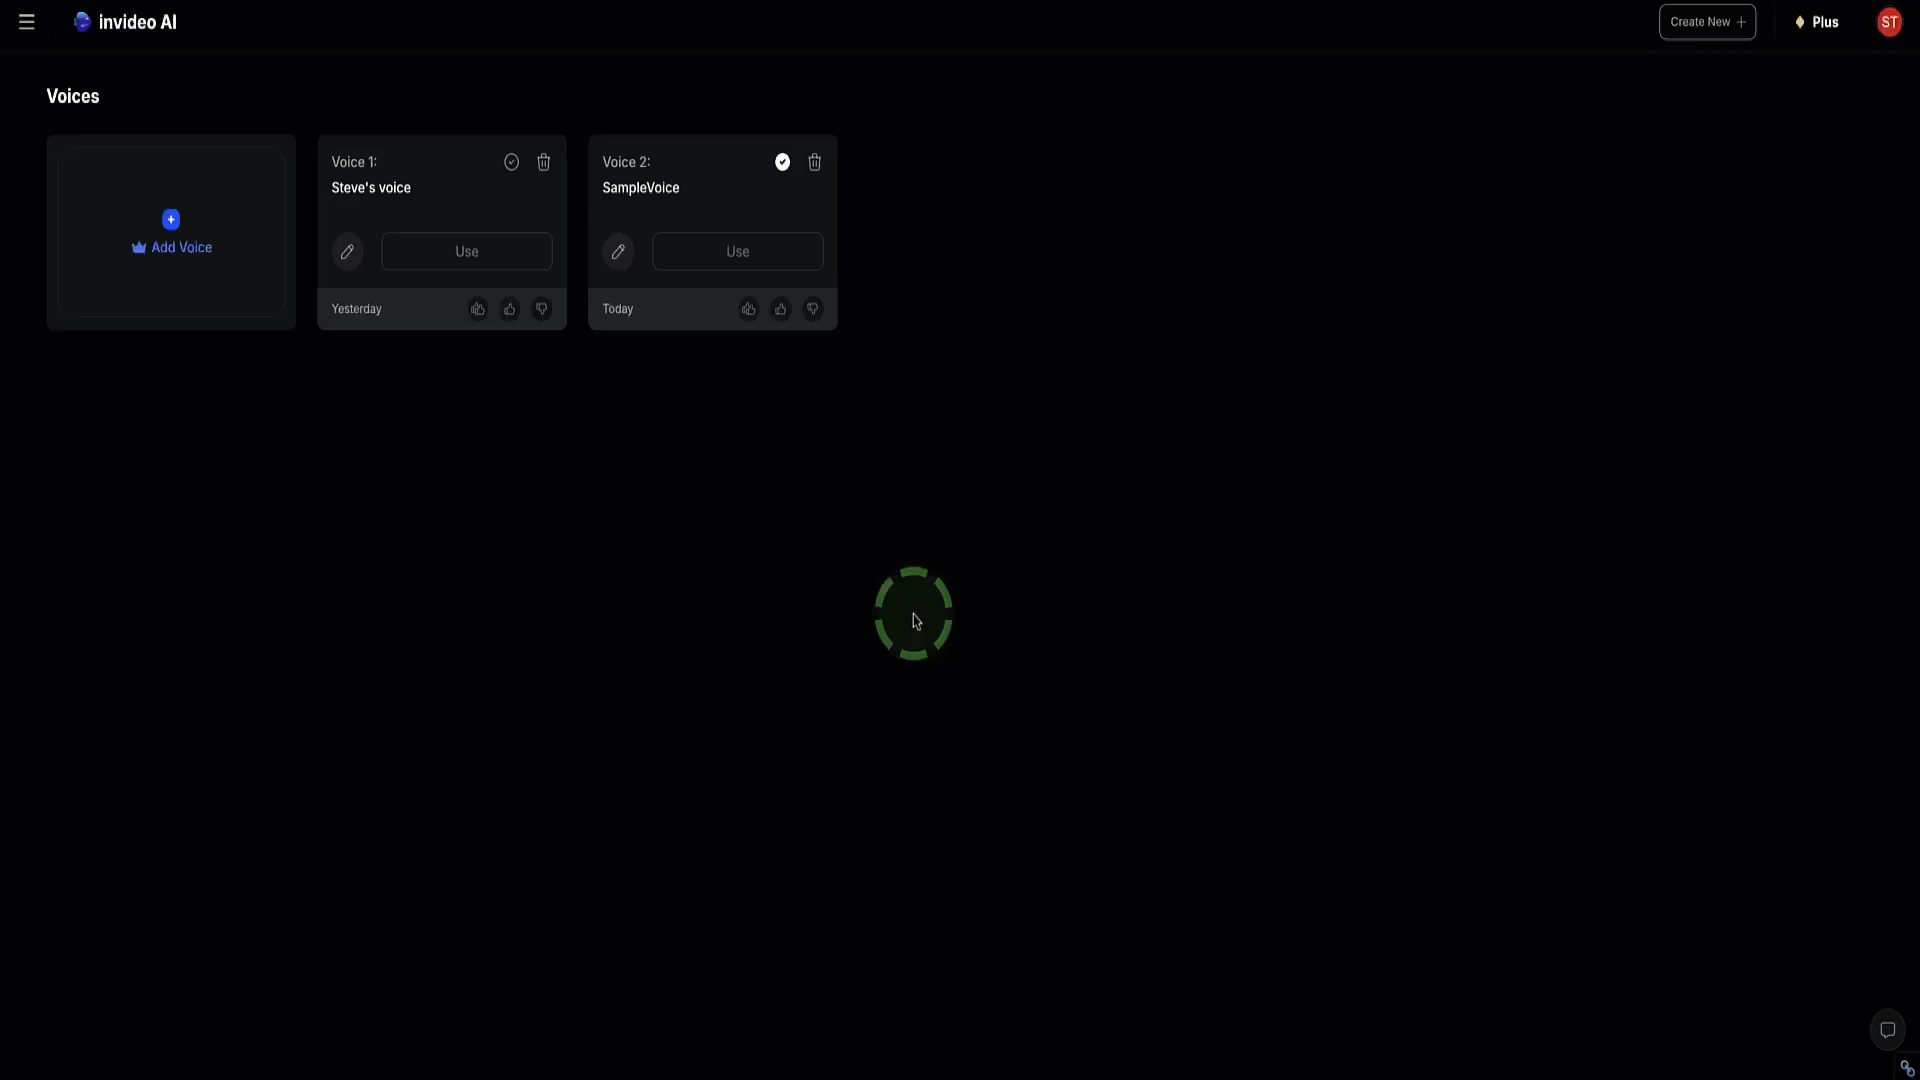 invideo AI
Create New +
Plus
ST
Voices
Add Voice
Voice 1:
Steve's voice
Use
Yesterday
Voice 2:
SampleVoice
Use
Today